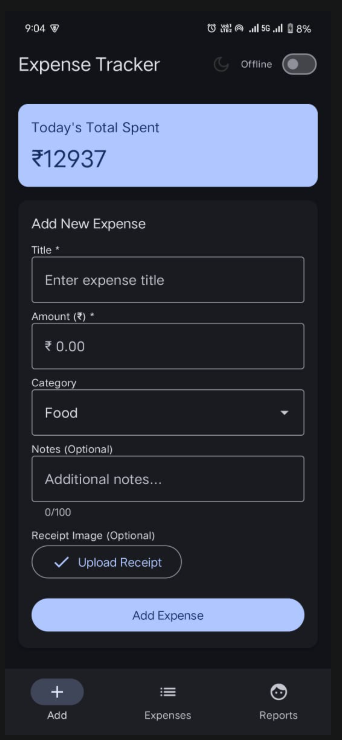 9:04
5G
8%
Expense Tracker
Offline
Today's Total Spent
₹12937
Add New Expense
Title *
Enter expense title
Amount (₹) *
₹ 0.00
Category
Food
Notes (Optional)
Additional notes...
0/100
Receipt Image (Optional)
Upload Receipt
Add Expense
Add
Expenses
Reports